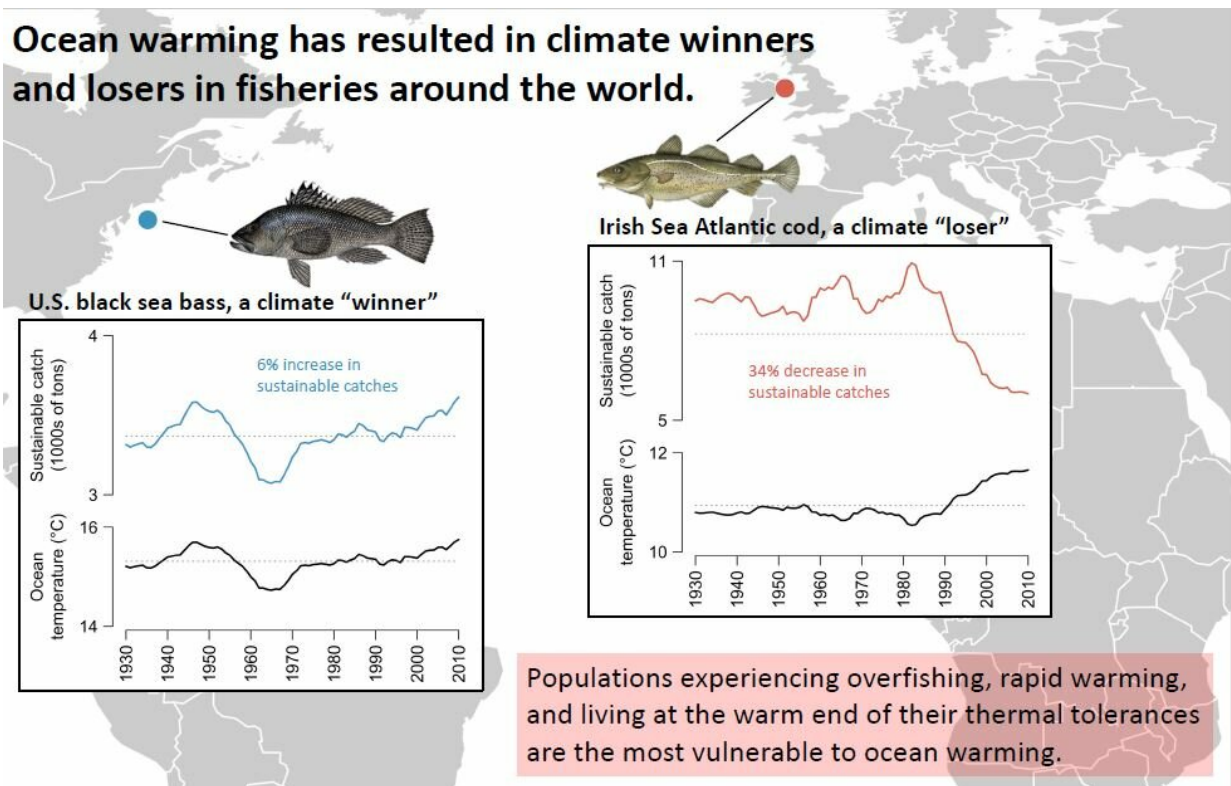 Ocean warming has resulted in climate winners
and losers in fisheries around the world.
U.S. black sea bass, a climate “winner”
Sustainable catch
(1000s of tons)
4
3
6% increase in
sustainable catches
Ocean
temperature (°C)
16
14
1930
1940
1950
1960
1970
1980
1990
2000
2010
Irish Sea Atlantic cod, a climate “loser”
Sustainable catch
(1000s of tons)
11
5
34% decrease in
sustainable catches
Ocean
temperature (°C)
12
10
1930
1940
1950
1960
1970
1980
1990
2000
2010
Populations experiencing overfishing, rapid warming,
and living at the warm end of their thermal tolerances
are the most vulnerable to ocean warming.